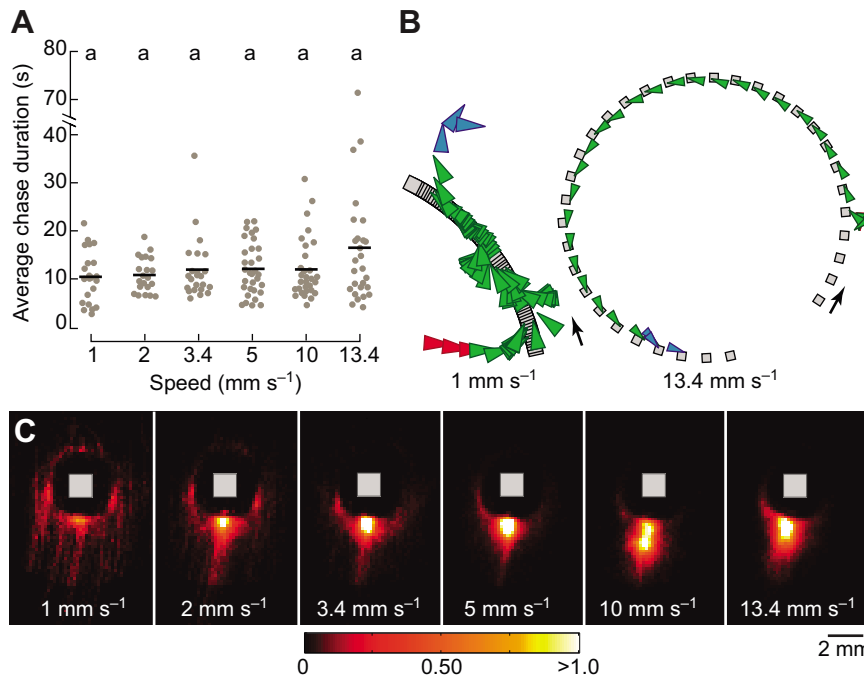 A
B
Average chase duration (s)
80
70
40
30
20
10
0
a a a a a a
1 2 3.4 5 10 13.4
Speed (mm s⁻¹)
1 mm s⁻¹
13.4 mm s⁻¹
C
1 mm s⁻¹
2 mm s⁻¹
3.4 mm s⁻¹
5 mm s⁻¹
10 mm s⁻¹
13.4 mm s⁻¹
0 0.50 >1.0
2 mm